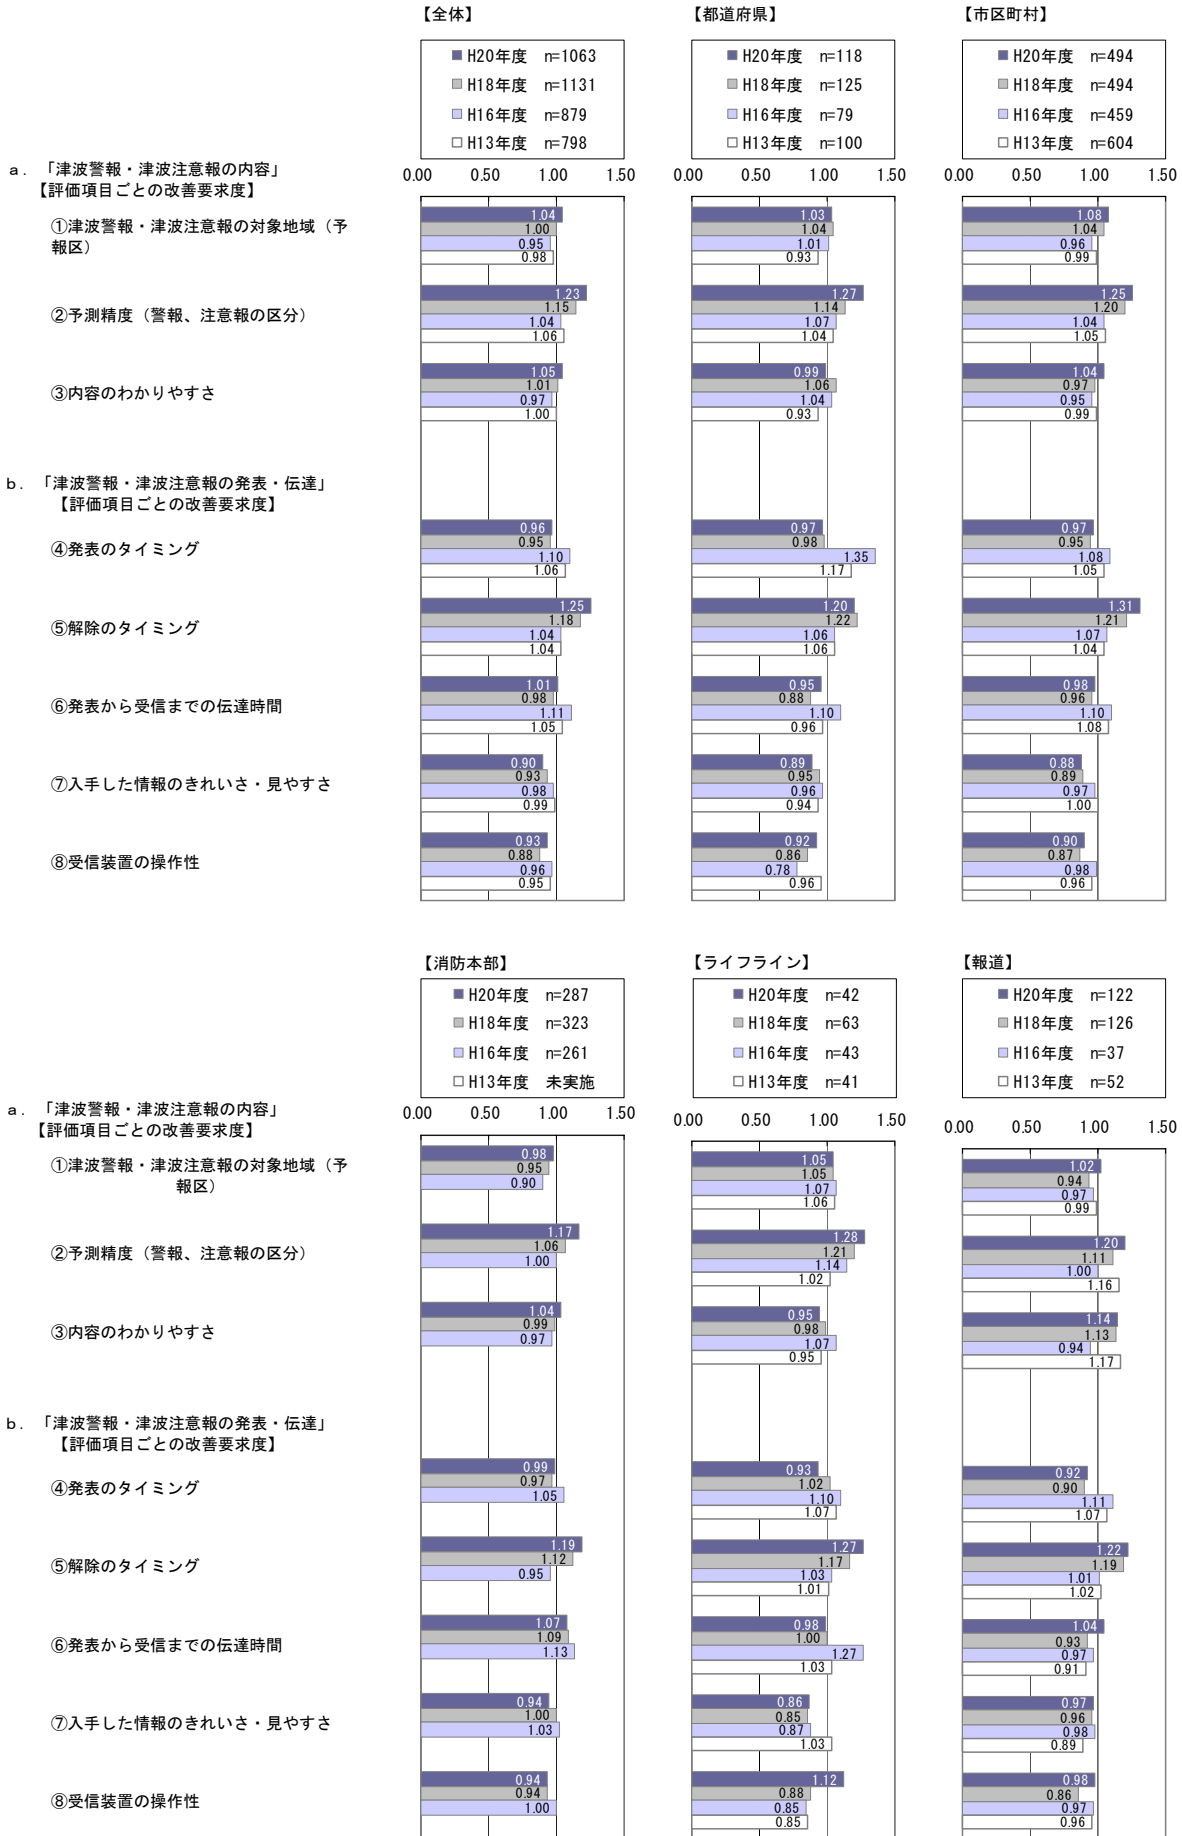 【全体】
■ H20年度 n=1063
■ H18年度 n=1131
□ H16年度 n=879
□ H13年度 n=798
【都道府県】
■ H20年度 n=118
■ H18年度 n=125
□ H16年度 n=79
□ H13年度 n=100
【市区町村】
■ H20年度 n=494
■ H18年度 n=494
□ H16年度 n=459
□ H13年度 n=604
a. 「津波警報・津波注意報の内容」
【評価項目ごとの改善要求度】
0.00 0.50 1.00 1.50
0.00 0.50 1.00 1.50
0.00 0.50 1.00 1.50
①津波警報・津波注意報の対象地域（予
報区）
1.04 1.03 1.08
1.00 1.04 1.04
0.95 1.01 0.96
0.98 0.93 0.99
②予測精度（警報、注意報の区分）
1.23 1.27 1.25
1.15 1.14 1.20
1.04 1.07 1.04
1.06 1.04 1.05
③内容のわかりやすさ
1.05 0.99 1.04
1.01 1.06 0.97
0.97 1.04 0.95
1.00 0.93 0.99
b. 「津波警報・津波注意報の発表・伝達」
【評価項目ごとの改善要求度】
④発表のタイミング
0.96 0.97 0.97
0.95 0.98 0.95
1.10 1.35 1.08
1.06 1.17 1.05
⑤解除のタイミング
1.25 1.20 1.31
1.18 1.22 1.21
1.04 1.06 1.07
1.04 1.06 1.04
⑥発表から受信までの伝達時間
1.01 0.95 0.98
0.98 0.88 0.96
1.11 1.10 1.10
1.05 0.96 1.08
⑦入手した情報のきれいさ・見やすさ
0.90 0.89 0.88
0.93 0.95 0.89
0.98 0.96 0.97
0.99 0.94 1.00
⑧受信装置の操作性
0.93 0.92 0.90
0.88 0.86 0.87
0.96 0.78 0.98
0.95 0.96 0.96
【消防本部】
■ H20年度 n=287
■ H18年度 n=323
□ H16年度 n=261
□ H13年度 未実施
【ライフライン】
■ H20年度 n=42
■ H18年度 n=63
□ H16年度 n=43
□ H13年度 n=41
【報道】
■ H20年度 n=122
■ H18年度 n=126
□ H16年度 n=37
□ H13年度 n=52
a. 「津波警報・津波注意報の内容」
【評価項目ごとの改善要求度】
0.00 0.50 1.00 1.50
0.00 0.50 1.00 1.50
0.00 0.50 1.00 1.50
①津波警報・津波注意報の対象地域（予
報区）
0.98 1.05 1.02
0.95 1.05 0.94
0.90 1.07 0.97
1.06 0.99
②予測精度（警報、注意報の区分）
1.17 1.28 1.20
1.06 1.21 1.11
1.00 1.14 1.00
1.02 1.16
③内容のわかりやすさ
1.04 0.95 1.14
0.99 0.98 1.13
0.97 1.07 0.94
0.95 1.17
b. 「津波警報・津波注意報の発表・伝達」
【評価項目ごとの改善要求度】
④発表のタイミング
0.99 0.93 0.92
0.97 1.02 0.90
1.05 1.10 1.11
1.07 1.07
⑤解除のタイミング
1.19 1.27 1.22
1.12 1.17 1.19
0.95 1.03 1.01
1.01 1.02
⑥発表から受信までの伝達時間
1.07 0.98 1.04
1.09 1.00 0.93
1.13 1.27 0.97
1.03 0.91
⑦入手した情報のきれいさ・見やすさ
0.94 0.86 0.97
1.00 0.85 0.96
1.03 0.87 0.98
1.03 0.89
⑧受信装置の操作性
0.94 1.12 0.98
0.94 0.88 0.86
1.00 0.85 0.97
0.85 0.96